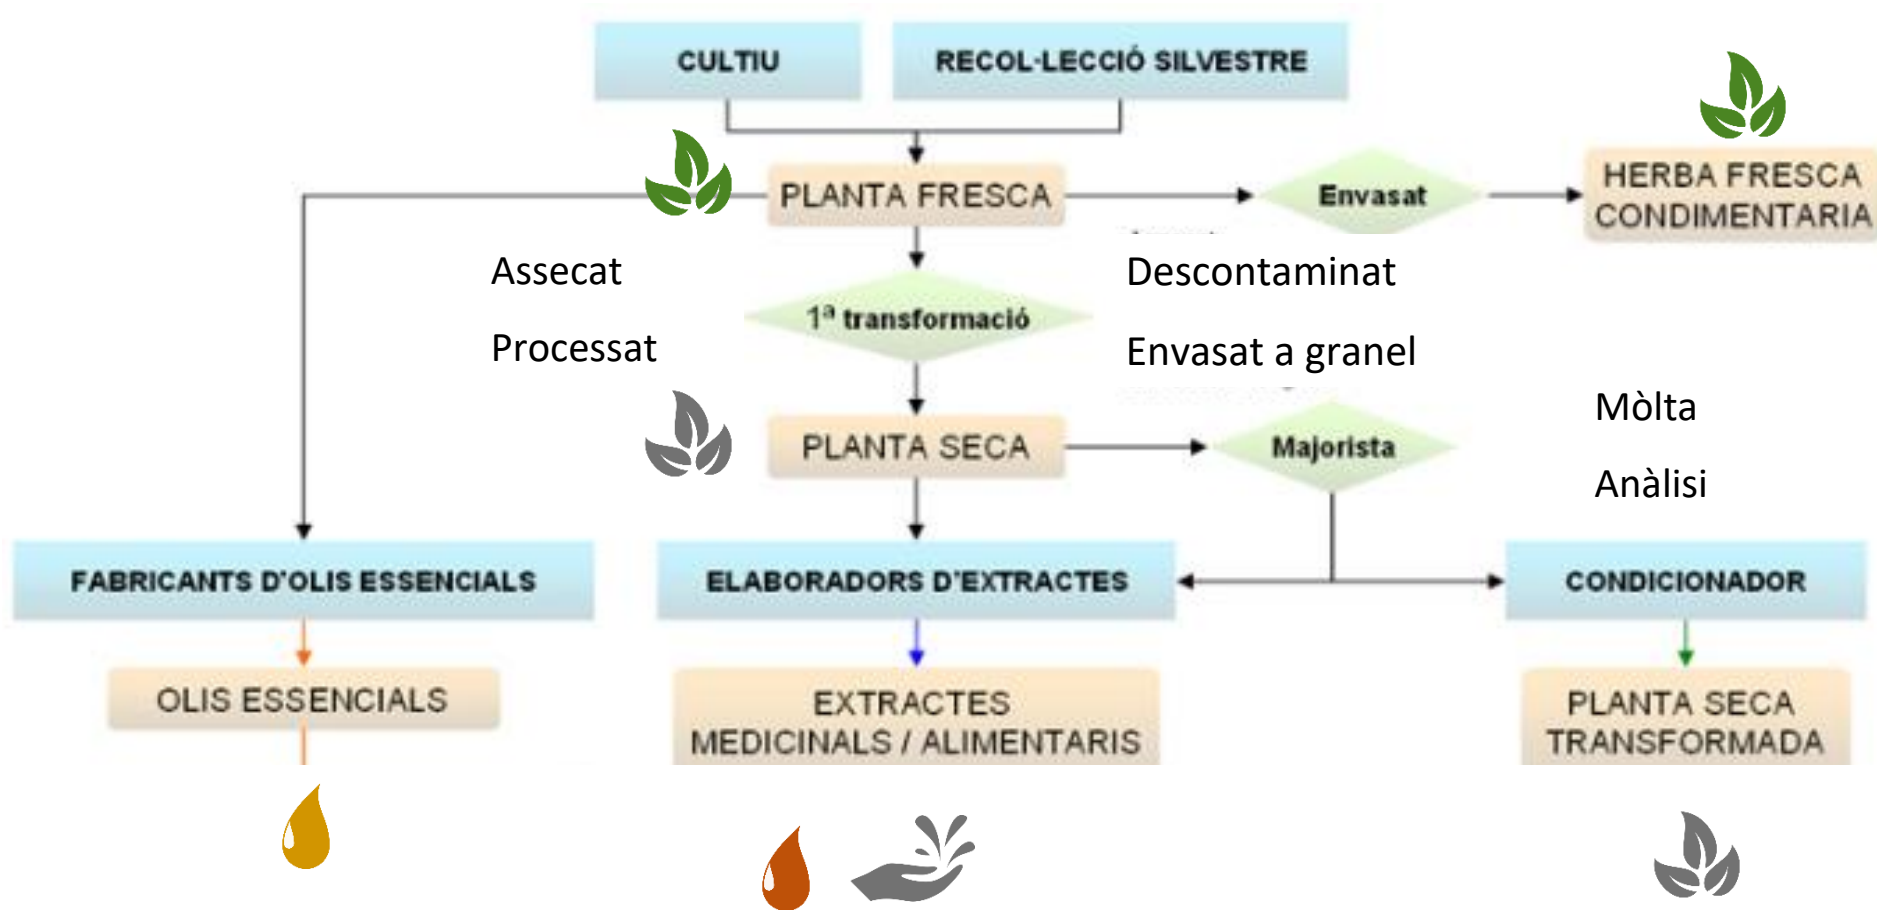 CULTIU
RECOL·LECCIÓ SILVESTRE
PLANTA FRESCA
Envasat
HERBA FRESCA
CONDIMENTARIA
Assecat
Processat
1ª transformació
Descontaminat
Envasat a granel
PLANTA SECA
Majorista
Mòlta
Anàlisi
FABRICANTS D'OLIS ESSENCIALS
ELABORADORS D'EXTRACTES
CONDICIONADOR
OLIS ESSENCIALS
EXTRACTES
MEDICINALS / ALIMENTARIS
PLANTA SECA
TRANSFORMADA